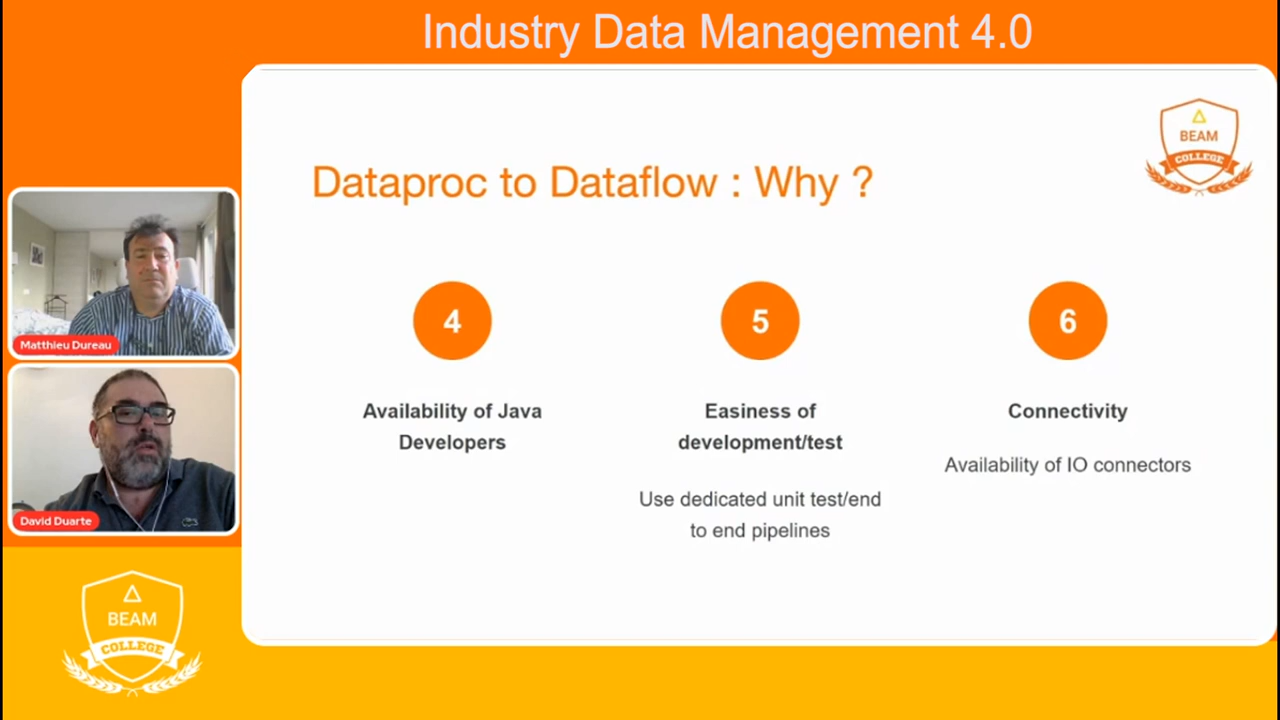 Industry Data Management 4.0
BEAM
COLLEGE
Dataproc to Dataflow : Why ?
4
5
6
Availability of Java
Developers
Easiness of
development/test
Use dedicated unit test/end
to end pipelines
Connectivity
Availability of IO connectors
Matthieu Dureau
David Duarte
BEAM
COLLEGE